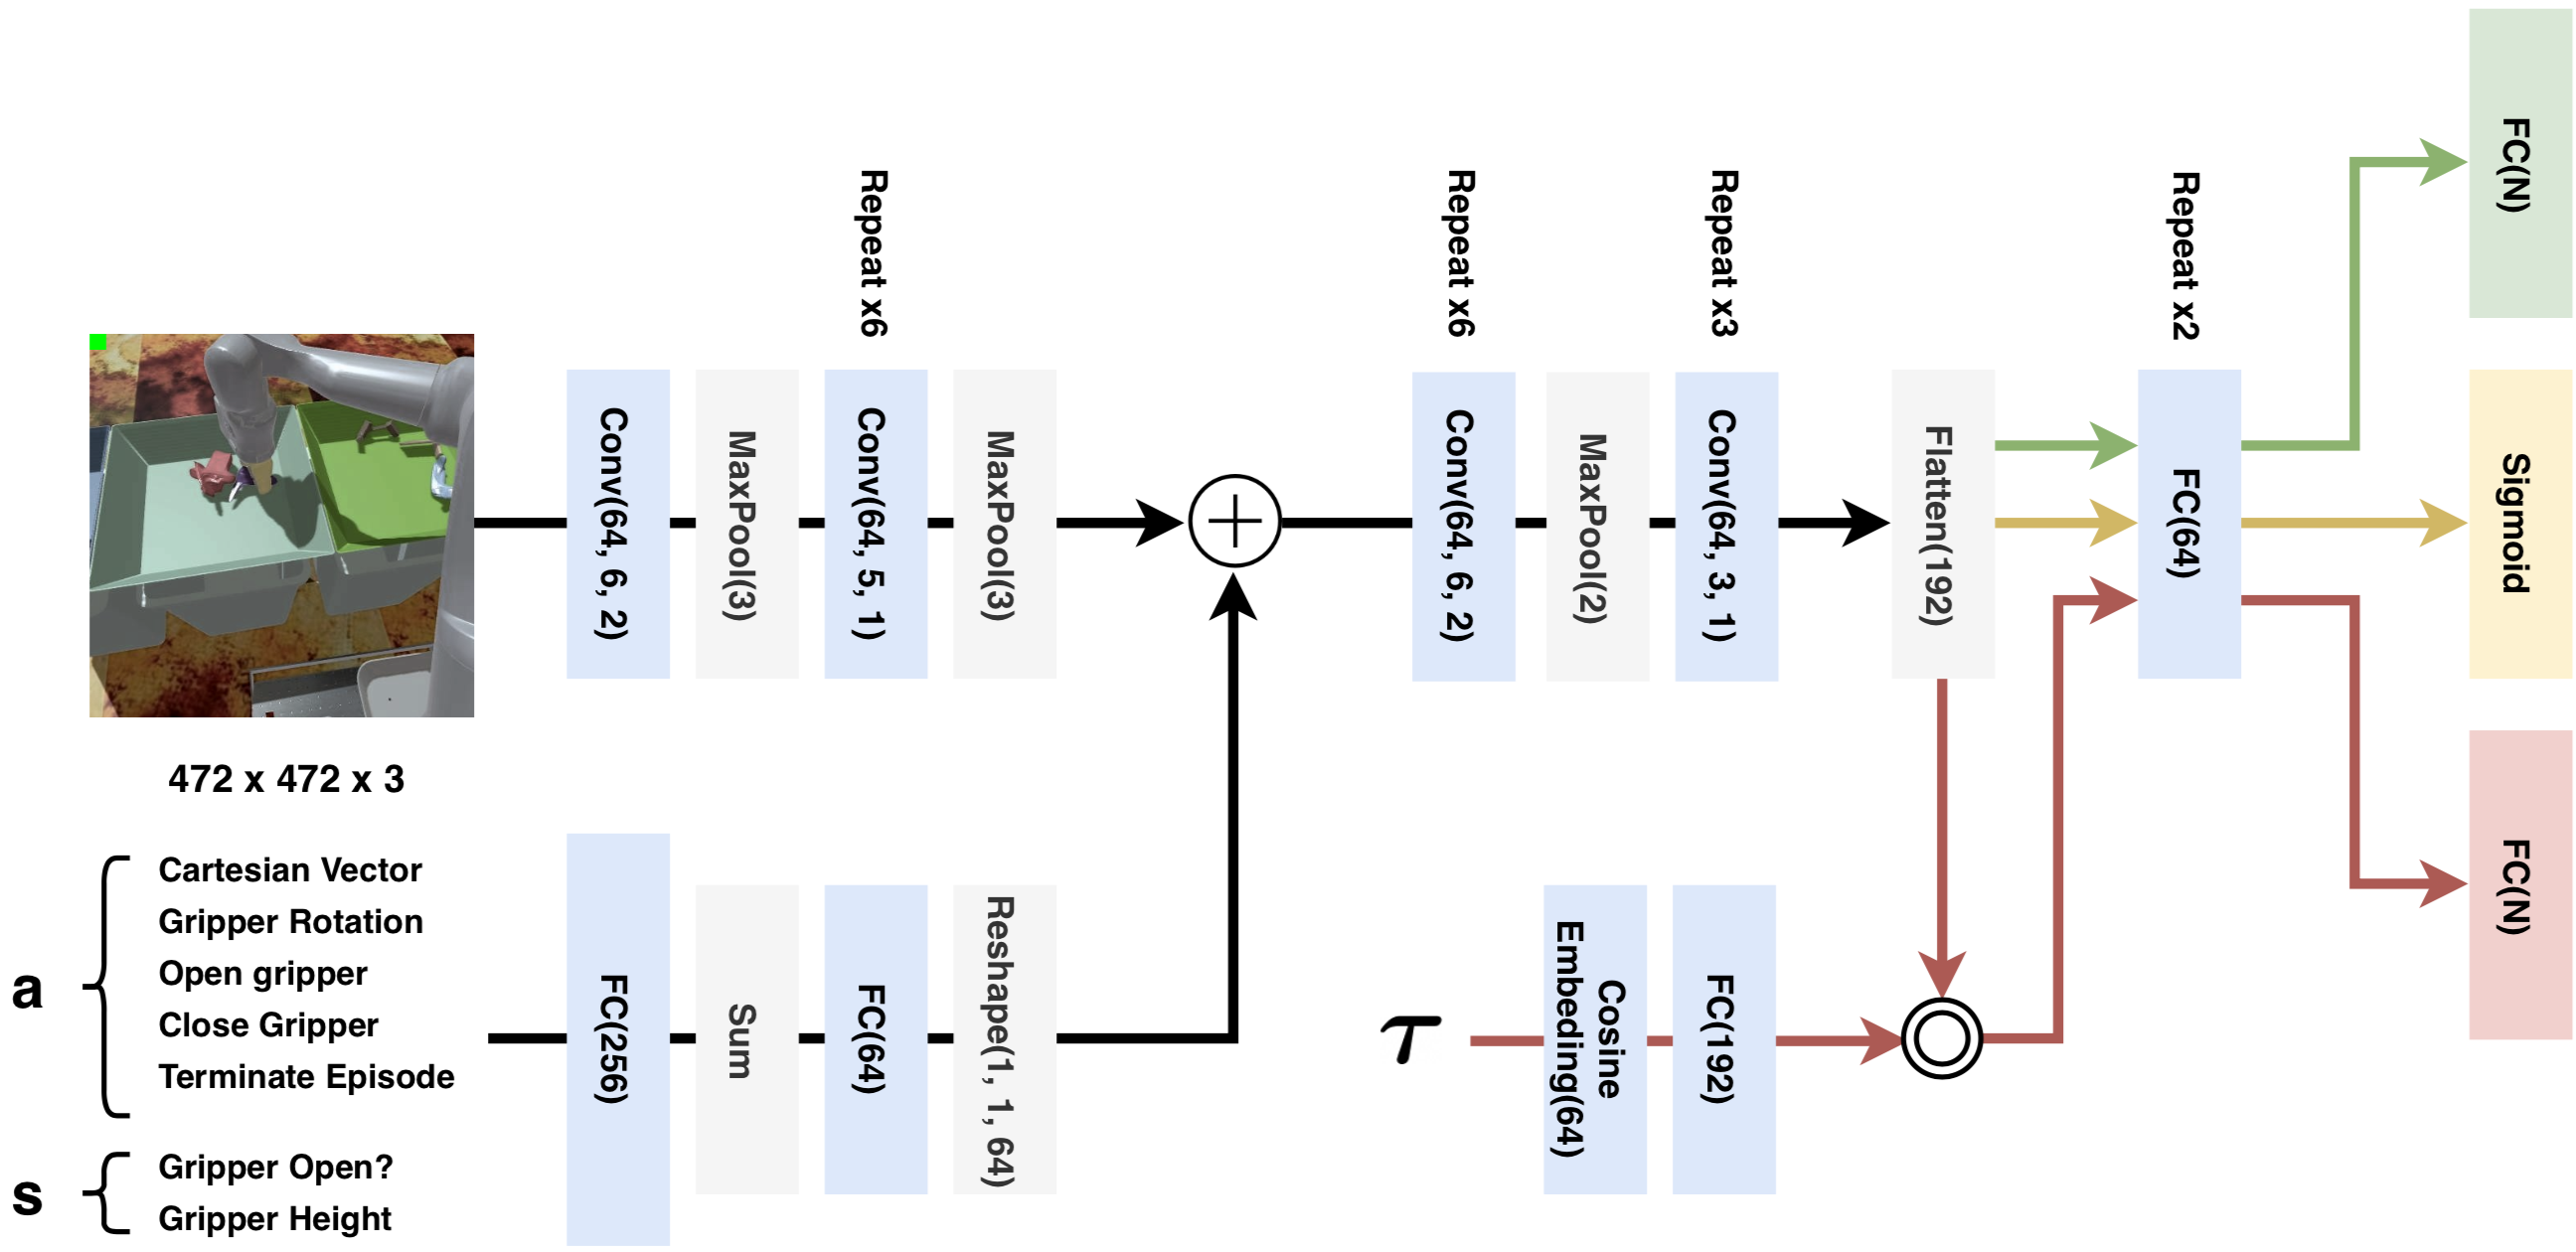 Repeat x6
Repeat x6
Repeat x3
Repeat x2
Conv(64, 6, 2)
MaxPool(3)
Conv(64, 5, 1)
MaxPool(3)
Conv(64, 6, 2)
MaxPool(2)
Conv(64, 3, 1)
Flatten(192)
FC(64)
FC(N)
Sigmoid
FC(N)
472 x 472 x 3
a
Cartesian Vector
Gripper Rotation
Open gripper
Close Gripper
Terminate Episode
s
Gripper Open?
Gripper Height
FC(256)
Sum
FC(64)
Reshape(1, 1, 64)
τ
Cosine
Embeding(64)
FC(192)